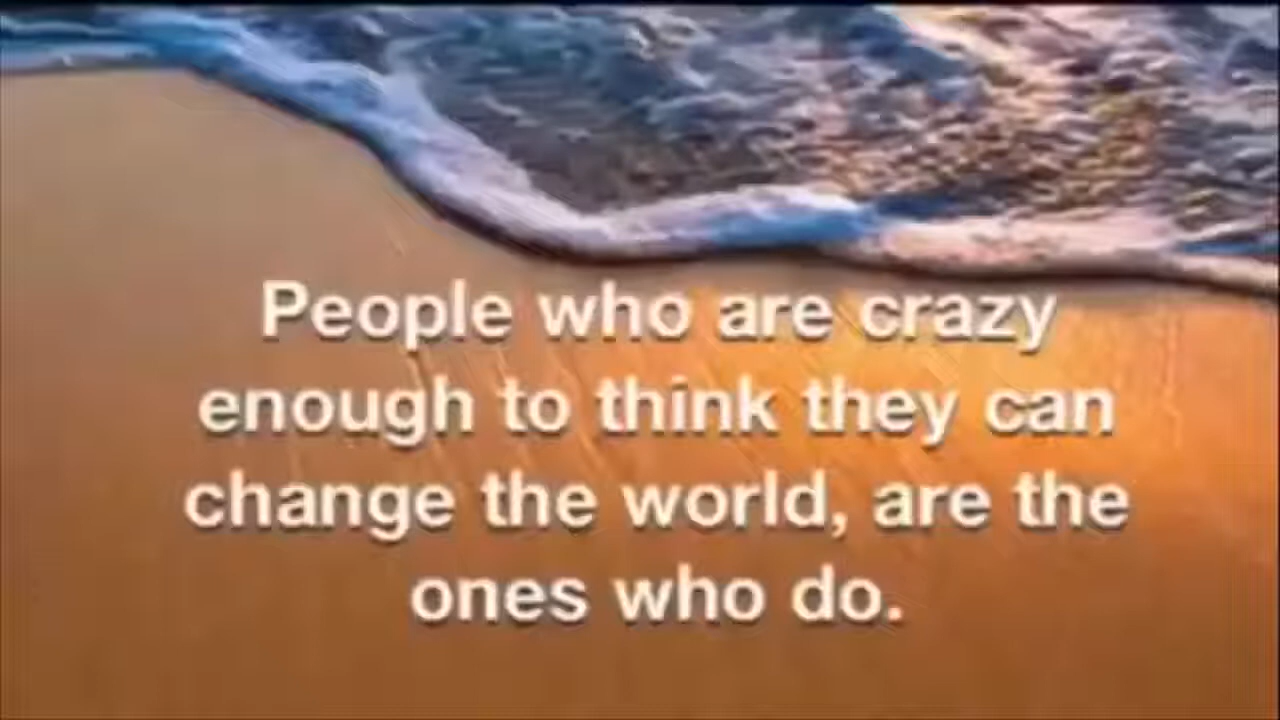 People who are crazy
enough to think they can
change the world, are the
ones who do.